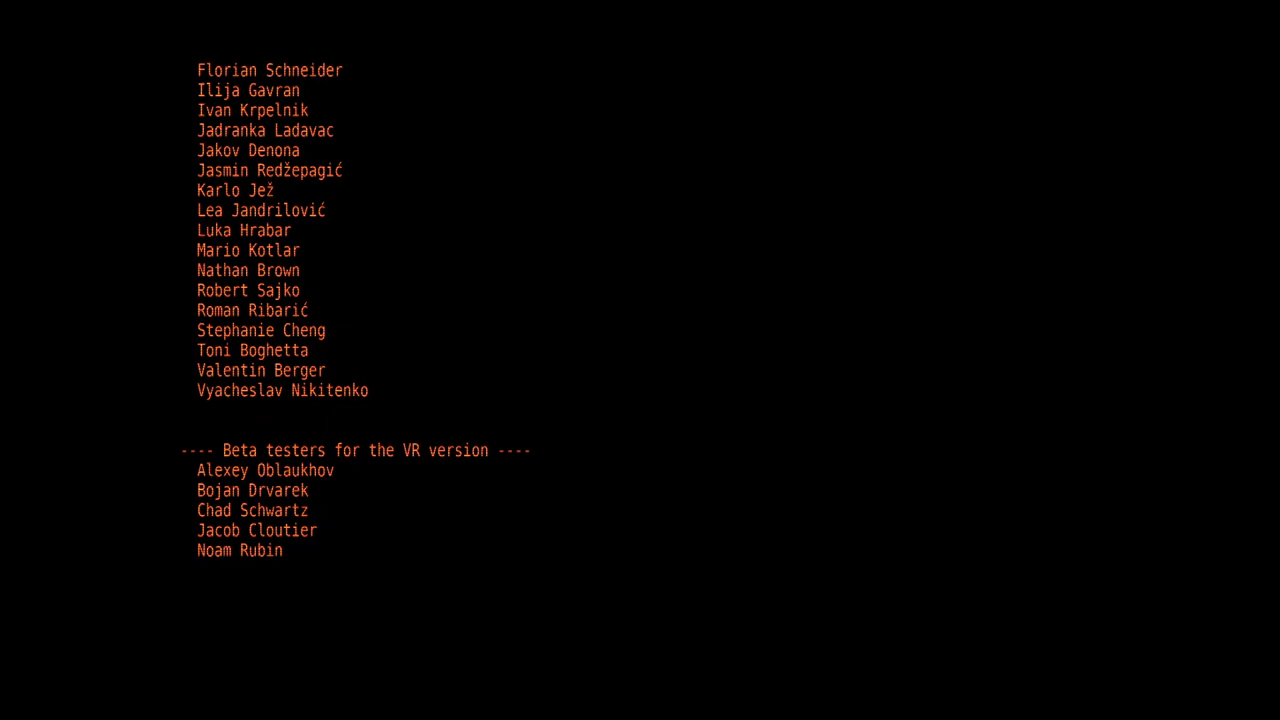 Florian Schneider
Ilija Gavran
Ivan Krpelnik
Jadranka Ladavac
Jakov Denona
Jasmin Redžepagić
Karlo Jež
Lea Jandrilović
Luka Hrabar
Mario Kotlar
Nathan Brown
Robert Sajko
Roman Ribarić
Stephanie Cheng
Toni Boghetta
Valentin Berger
Vyacheslav Nikitenko
---- Beta testers for the VR version ----
Alexey Oblaukhov
Bojan Drvarek
Chad Schwartz
Jacob Cloutier
Noam Rubin